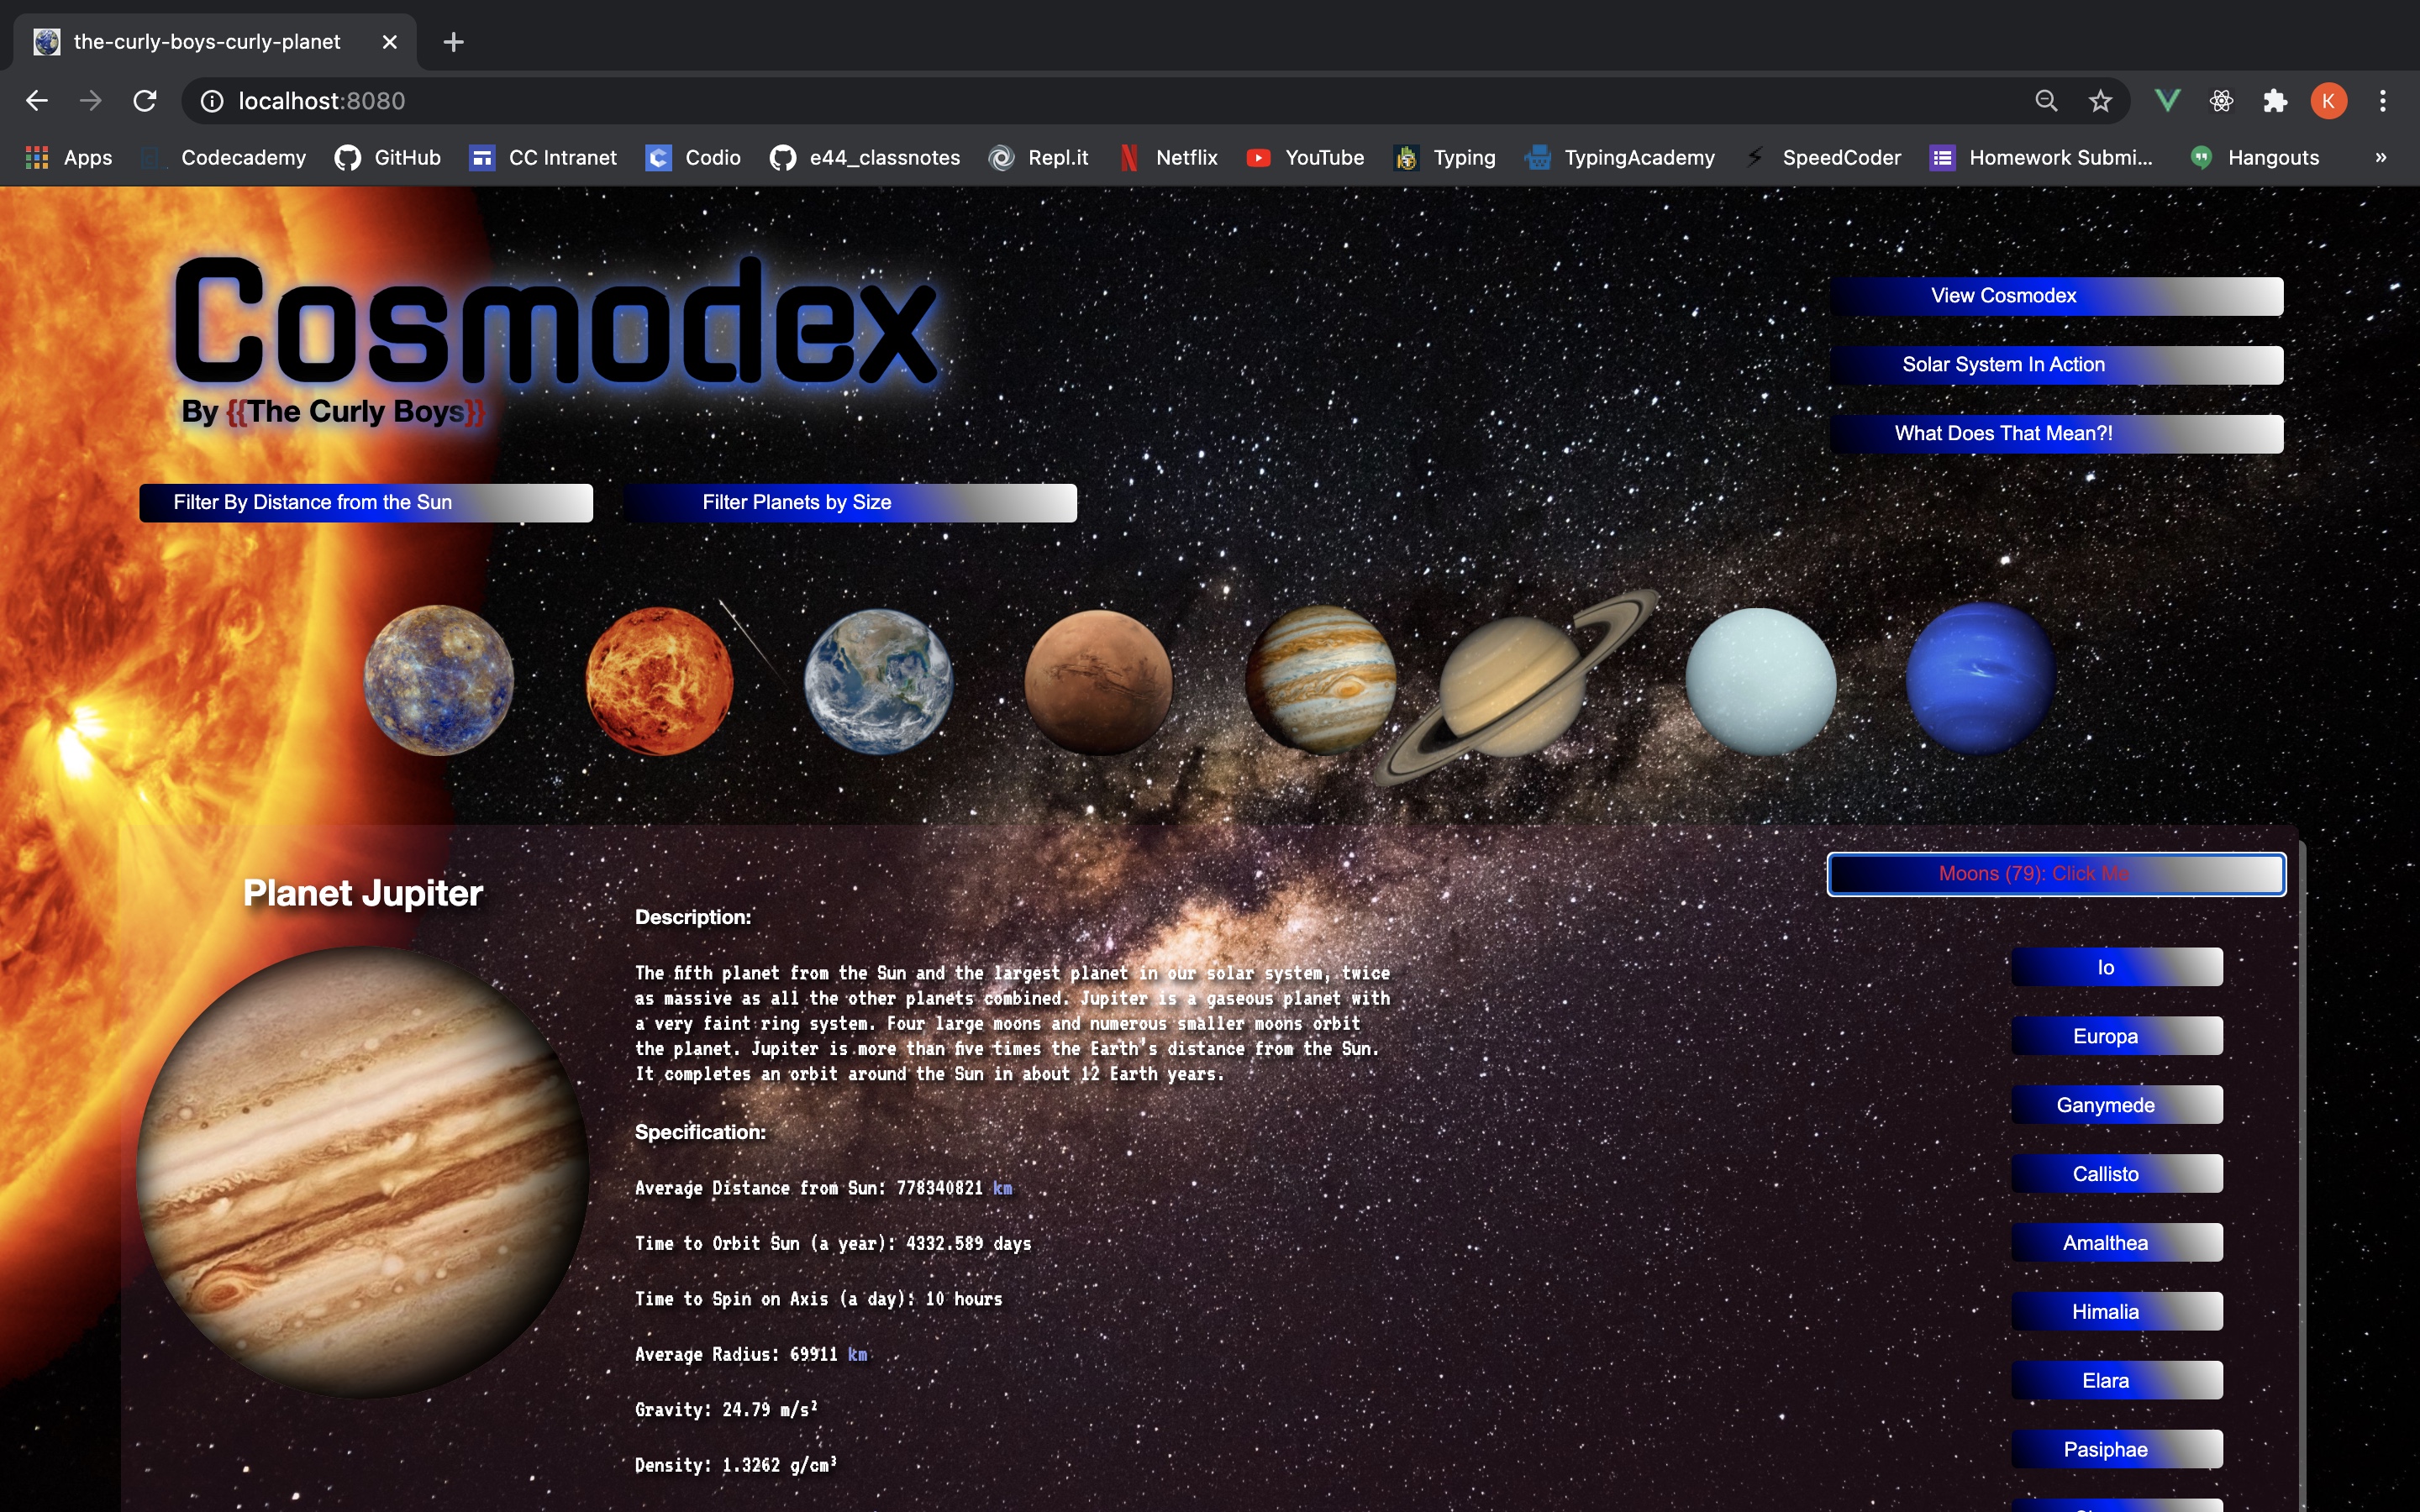 the-curly-boys-curly-planet
localhost:8080
K
Apps
Codecademy
GitHub
CC Intranet
Codio
e44_classnotes
Repl.it
Netflix
YouTube
Typing
TypingAcademy
SpeedCoder
Homework Submi...
Hangouts
»
Cosmodex
By {{The Curly Boys}}
View Cosmodex
Solar System In Action
What Does That Mean?!
Filter By Distance from the Sun
Filter Planets by Size
Planet Jupiter
Description:
The fifth planet from the Sun and the largest planet in our solar system, twice
as massive as all the other planets combined. Jupiter is a gaseous planet with
a very faint ring system. Four large moons and numerous smaller moons orbit
the planet. Jupiter is more than five times the Earth's distance from the Sun.
It completes an orbit around the Sun in about 12 Earth years.
Specification:
Average Distance from Sun: 778340821 km
Time to Orbit Sun (a year): 4332.589 days
Time to Spin on Axis (a day): 10 hours
Average Radius: 69911 km
Gravity: 24.79 m/s²
Density: 1.3262 g/cm³
Moons (79): Click Me
Io
Europa
Ganymede
Callisto
Amalthea
Himalia
Elara
Pasiphae